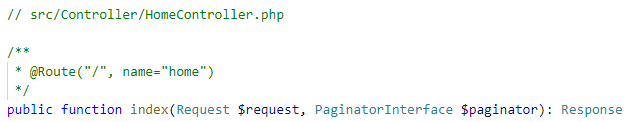 // src/Controller/HomeController.php
/**
 * @Route("/", name="home")
 */
public function index(Request $request, PaginatorInterface $paginator): Response